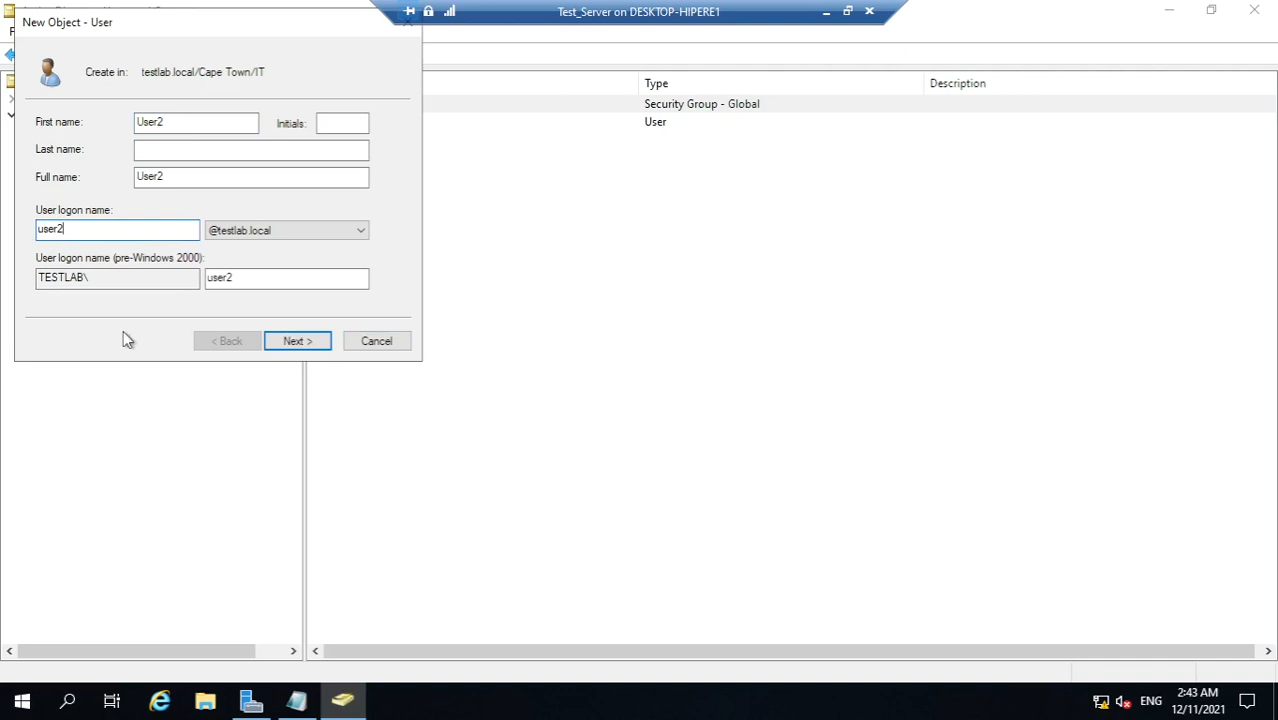 New Object - User
Test_Server on DESKTOP-HIPERE1
Create in: testlab.local/Cape Town/IT
Type
Description
First name: User2 Initials:
Security Group - Global
User
Last name:
Full name: User2
User logon name:
user2 @testlab.local
User logon name (pre-Windows 2000):
TESTLAB\ user2
< Back Next > Cancel
ENG
2:43 AM
12/11/2021